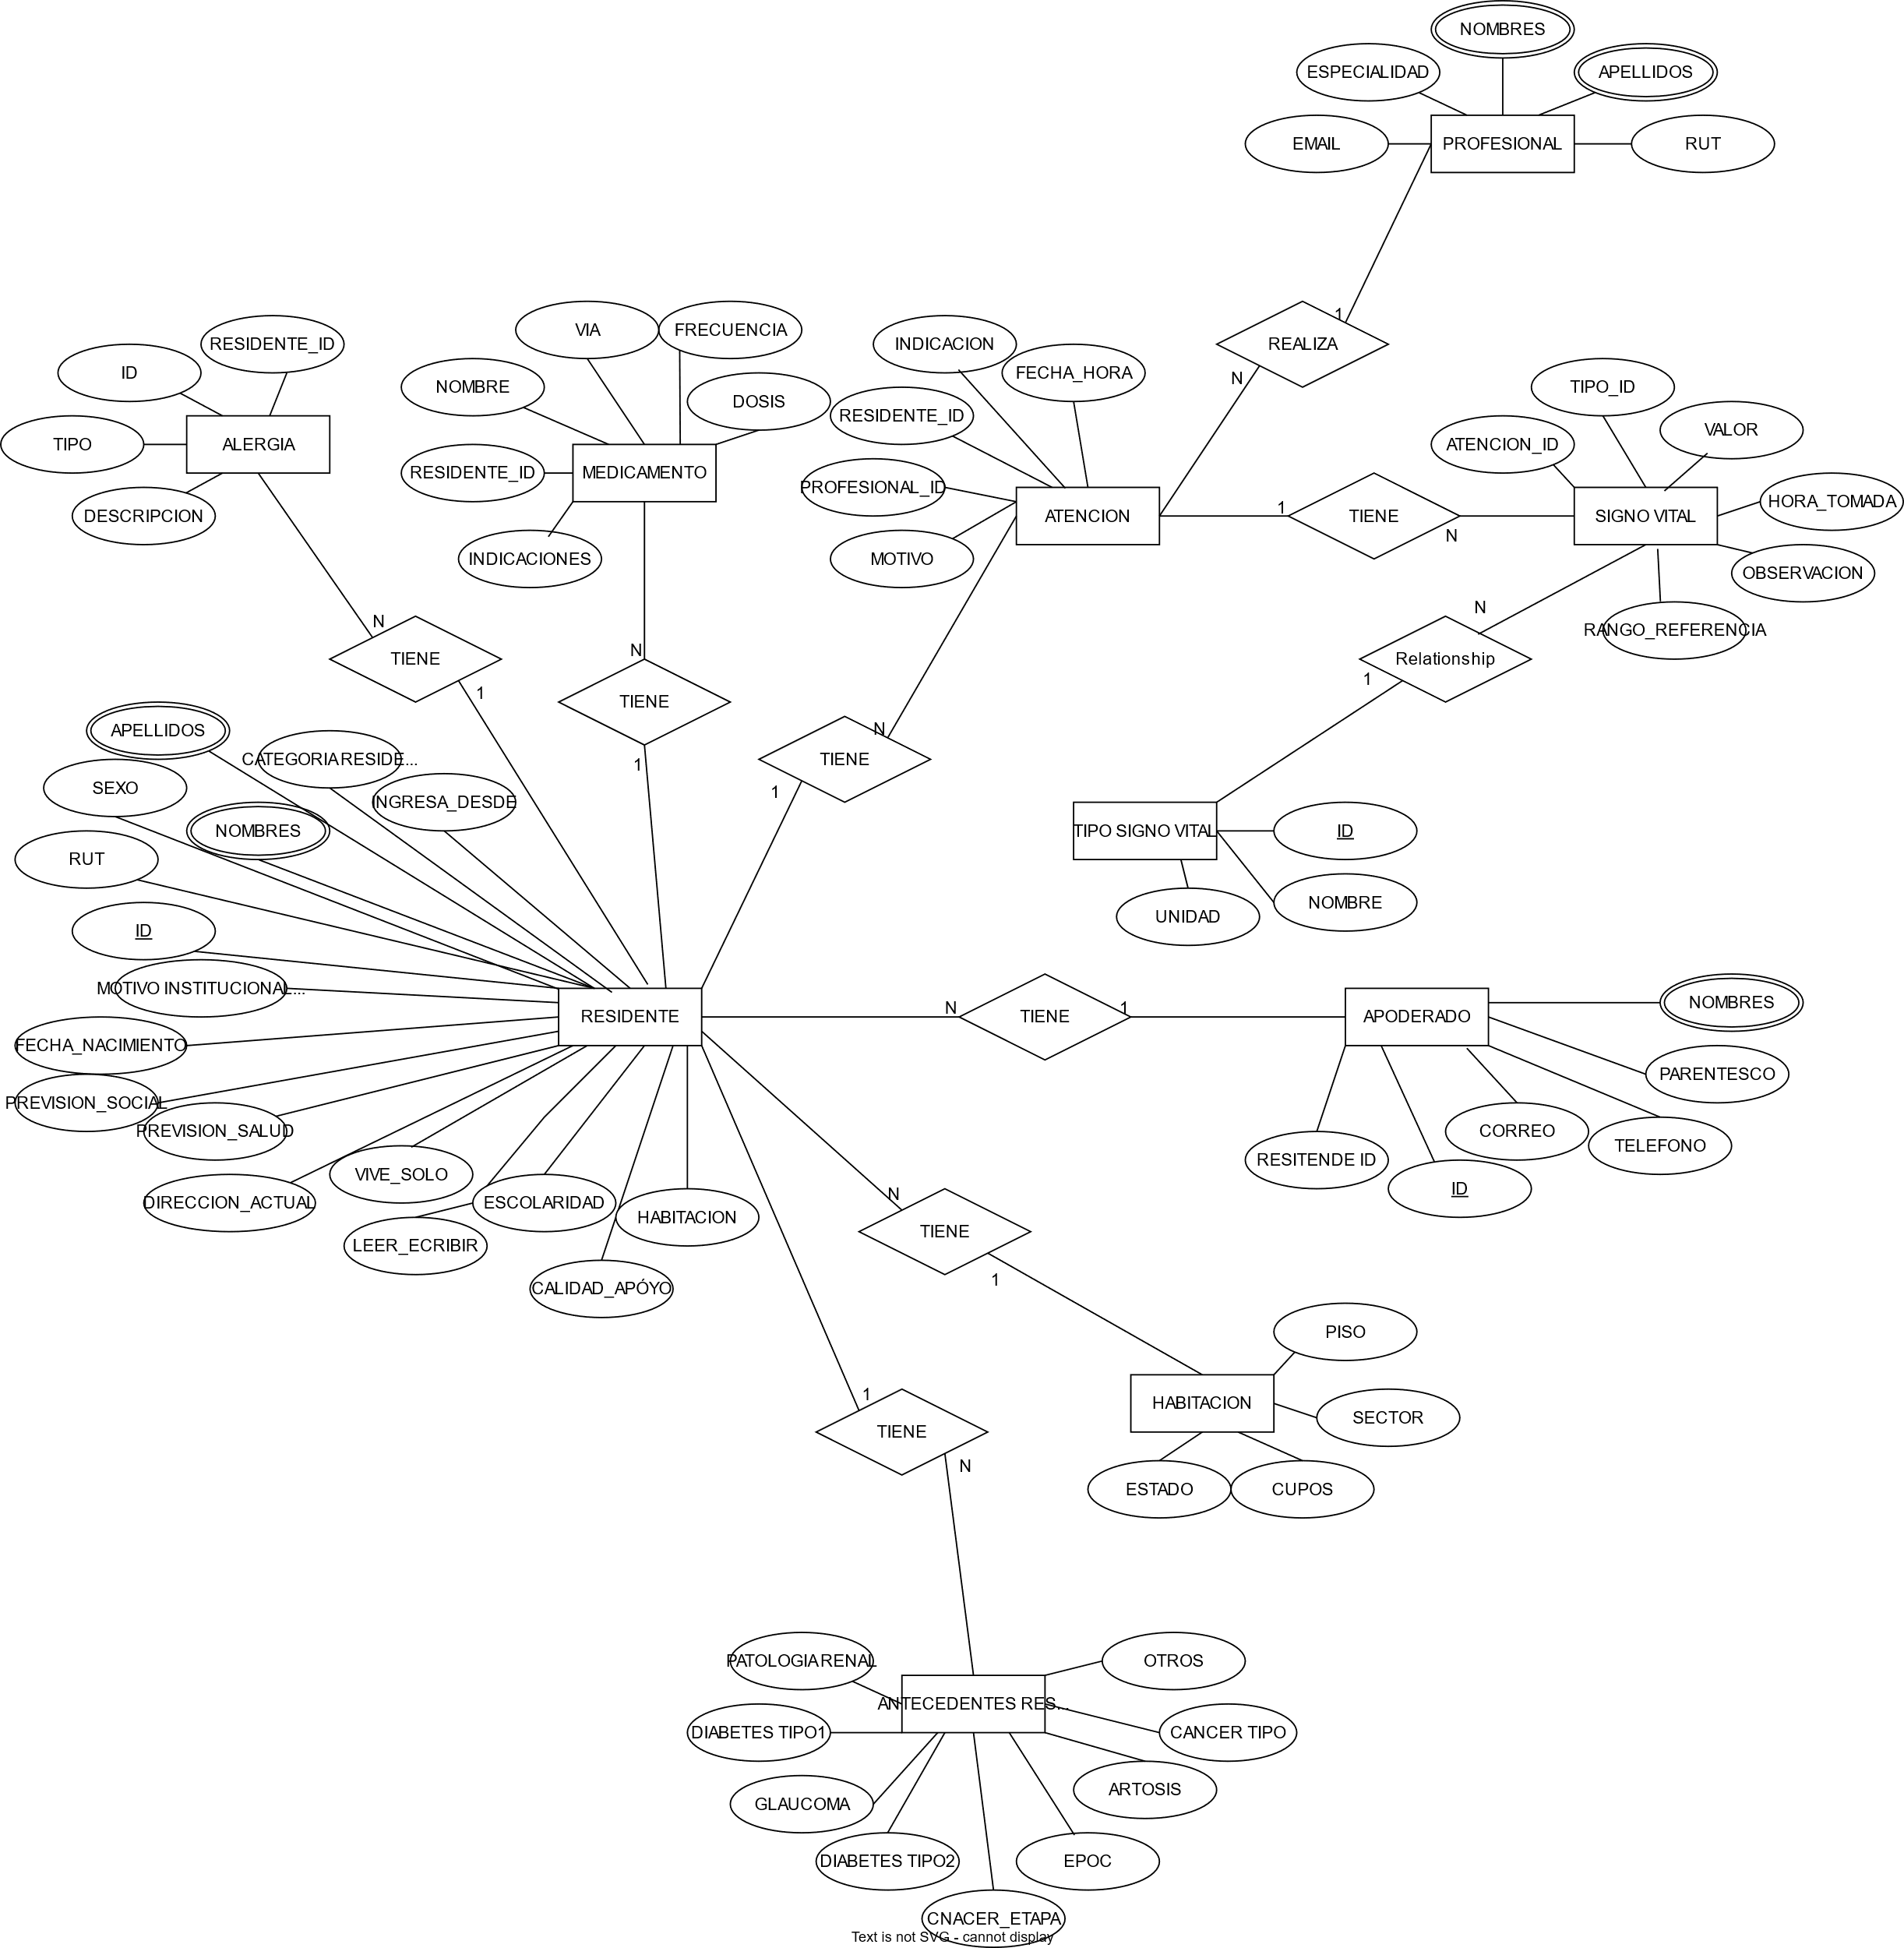 NOMBRES
ESPECIALIDAD
APELLIDOS
EMAIL
PROFESIONAL
RUT
1
REALIZA
N
INDICACION
FECHA_HORA
RESIDENTE_ID
PROFESIONAL_ID
MOTIVO
ATENCION
1
TIENE
N
TIPO_ID
VALOR
ATENCION_ID
SIGNO VITAL
HORA_TOMADA
OBSERVACION
RANGO_REFERENCIA
N
Relationship
1
TIPO SIGNO VITAL
ID
NOMBRE
UNIDAD
RESIDENTE_ID
ID
TIPO
ALERGIA
DESCRIPCION
N
TIENE
1
VIA
FRECUENCIA
NOMBRE
DOSIS
RESIDENTE_ID
MEDICAMENTO
INDICACIONES
N
TIENE
1
N
TIENE
1
APELLIDOS
CATEGORIA RESIDE...
SEXO
INGRESA_DESDE
NOMBRES
RUT
ID
MOTIVO INSTITUCIONAL...
RESIDENTE
FECHA_NACIMIENTO
PREVISION_SOCIAL
PREVISION_SALUD
VIVE_SOLO
DIRECCION_ACTUAL
ESCOLARIDAD
HABITACION
LEER_ECRIBIR
CALIDAD_APÓYO
N
TIENE
1
APODERADO
NOMBRES
PARENTESCO
CORREO
TELEFONO
RESITENDE ID
ID
N
TIENE
1
PISO
HABITACION
SECTOR
ESTADO
CUPOS
1
TIENE
N
PATOLOGIA RENAL
OTROS
ANTECEDENTES RES...
DIABETES TIPO1
CANCER TIPO
ARTOSIS
GLAUCOMA
DIABETES TIPO2
EPOC
CNACER_ETAPA
Text is not SVG - cannot display